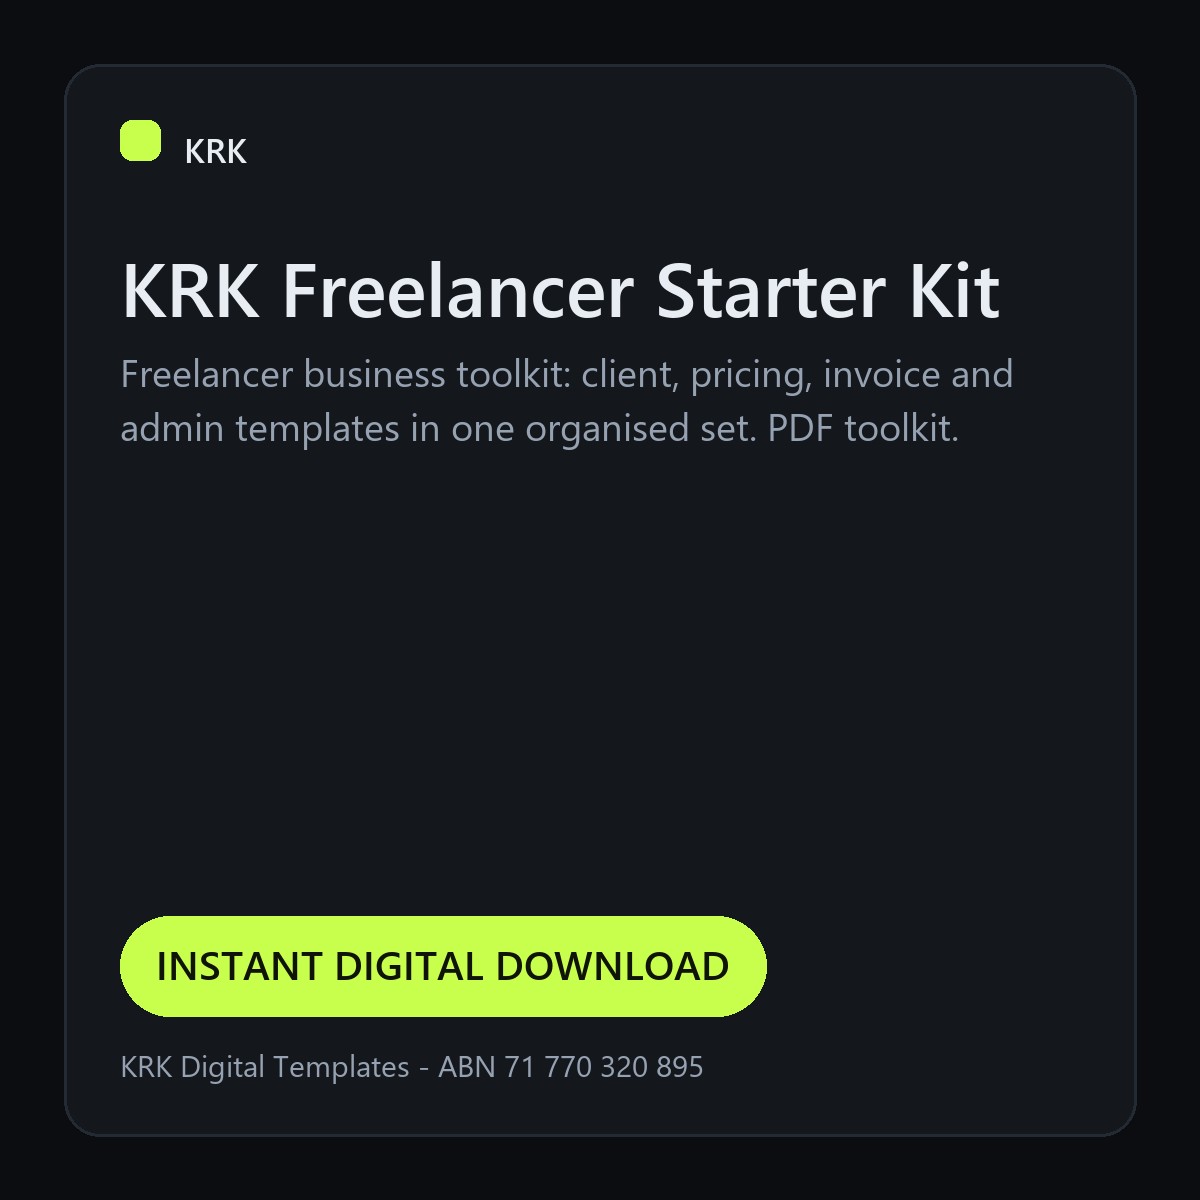 KRK
KRK Freelancer Starter Kit
Freelancer business toolkit: client, pricing, invoice and
admin templates in one organised set. PDF toolkit.
INSTANT DIGITAL DOWNLOAD
KRK Digital Templates - ABN 71 770 320 895